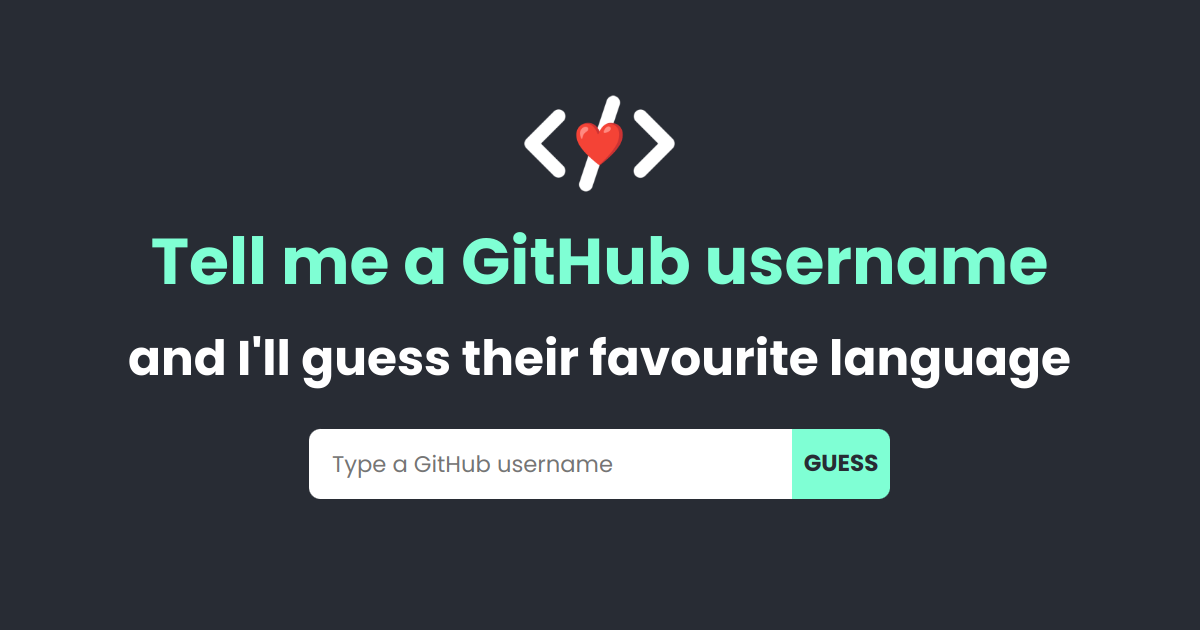 Tell me a GitHub username
and I'll guess their favourite language
Type a GitHub username
GUESS